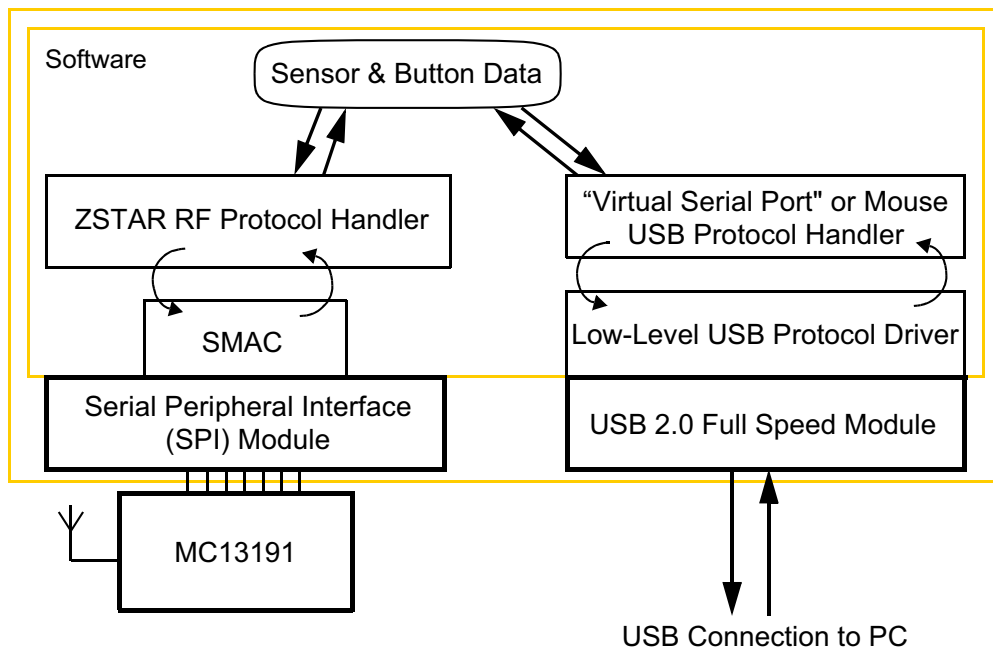 Software
Sensor & Button Data
ZSTAR RF Protocol Handler
“Virtual Serial Port" or Mouse
USB Protocol Handler
SMAC
Low-Level USB Protocol Driver
Serial Peripheral Interface
(SPI) Module
USB 2.0 Full Speed Module
MC13191
USB Connection to PC